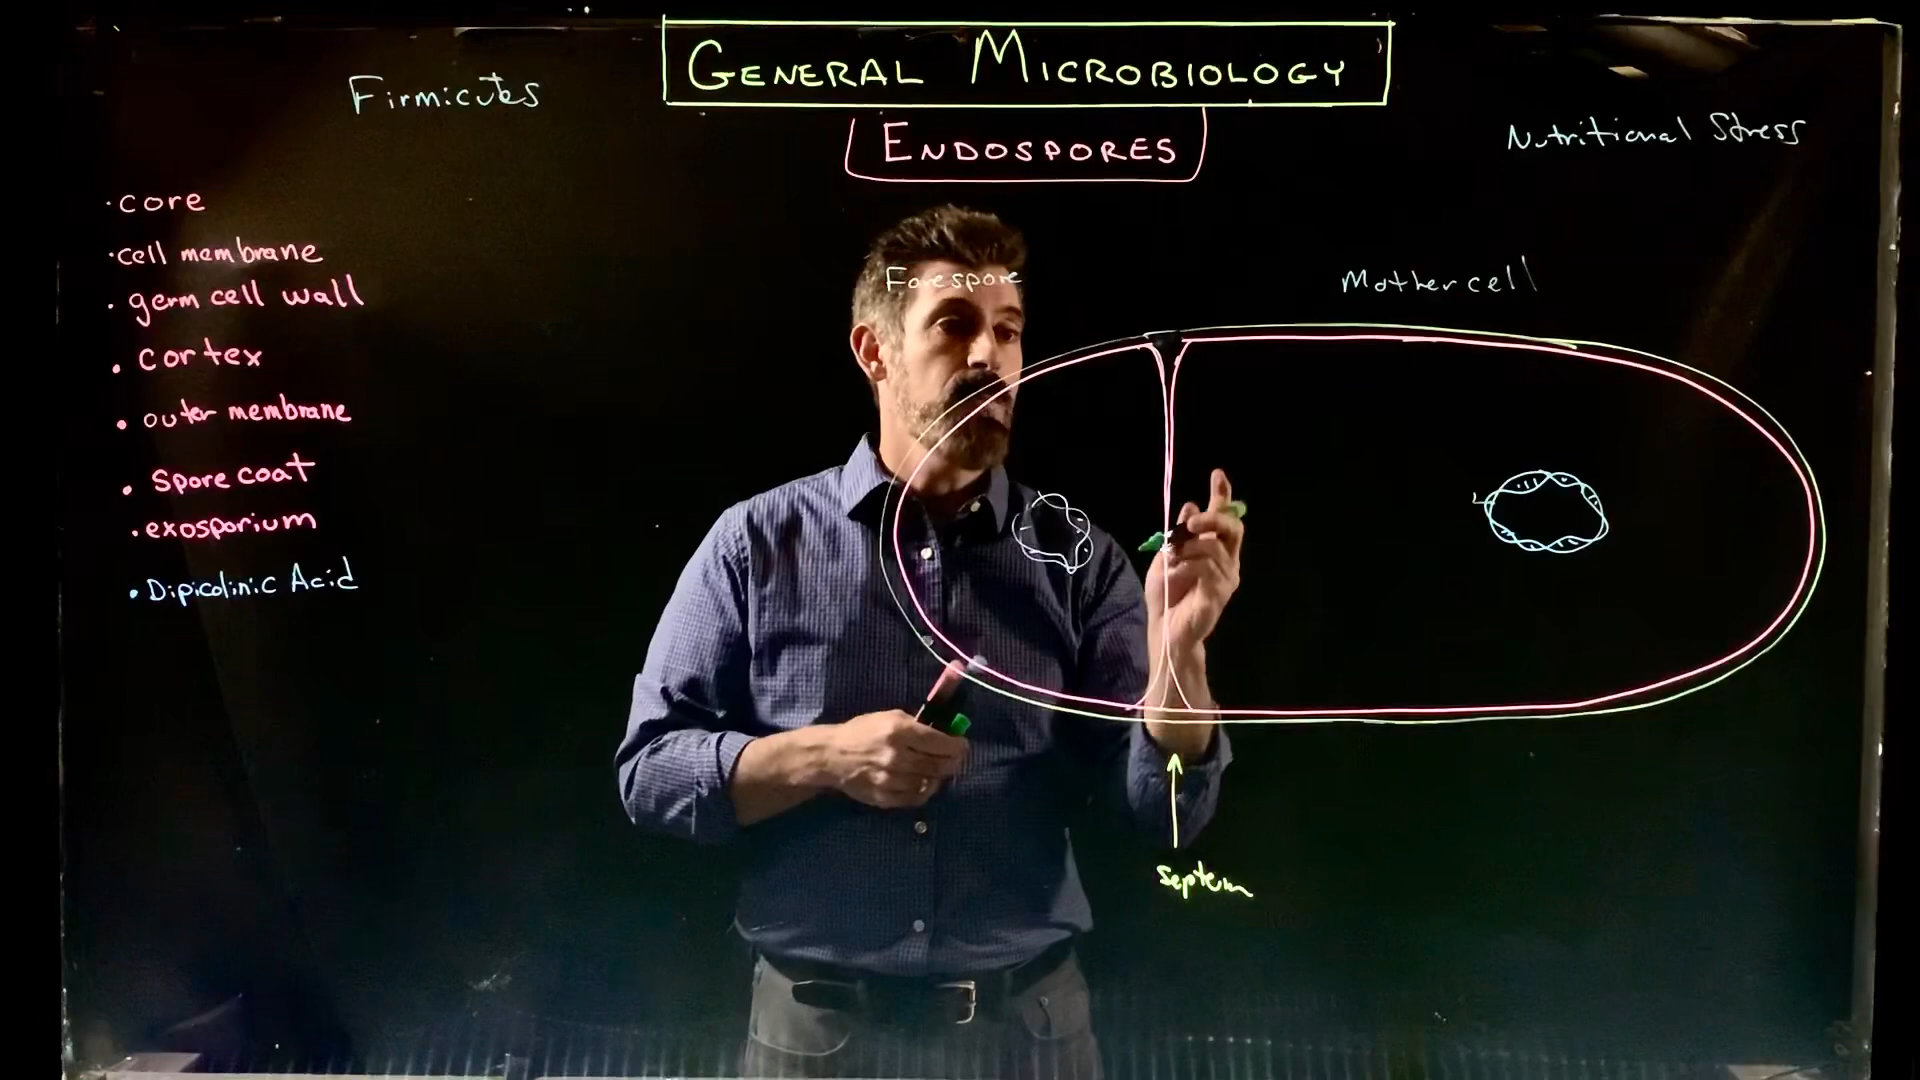 GENERAL MICROBIOLOGY
Firmicutes
ENDOSPORES
Nutritional Stress
• core
• cell membrane
• germ cell wall
• cortex
• outer membrane
• Spore coat
• exosporium
• Dipicolinic Acid
Forespore
Mother cell
Septum